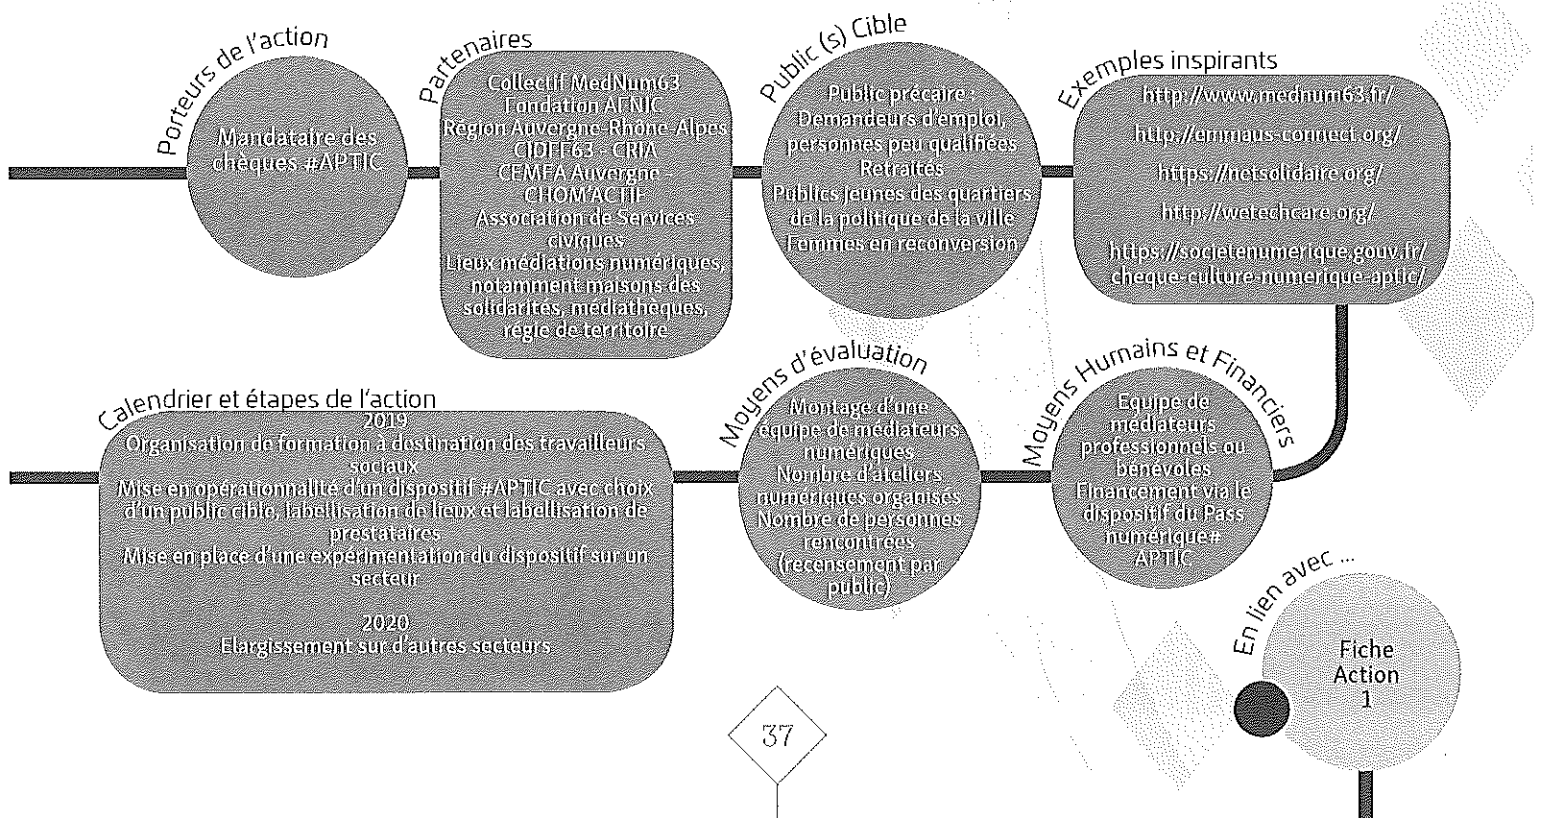 Porteurs de l'action
Mandataire des
chèques #APTIC
Partenaires
Collectif MedNum63
Fondation AFNIC
Région Auvergne-Rhône-Alpes
CIDFF63 - CRIA
CEMEA Auvergne -
CHOM'ACTIF
Association de Services
civiques
Lieux médiations numériques,
notamment maisons des
solidarités, médiathèques,
régie de territoire
Public (s) Cible
Public précaire :
Demandeurs d'emploi,
personnes peu qualifiées
Retraités
Publics jeunes des quartiers
de la politique de la ville
Femmes en reconversion
Exemples inspirants
http://www.mednum63.fr/
http://emmaus-connect.org/
https://netsolidaire.org/
http://wetechcare.org/
https://societenumerique.gouv.fr/
cheque-culture-numerique-aptic/
Calendrier et étapes de l'action
2019
Organisation de formation à destination des travailleurs
sociaux
Mise en opérationnalité d'un dispositif #APTIC avec choix
d'un public cible, labellisation de lieux et labellisation de
prestataires
Mise en place d'une expérimentation du dispositif sur un
secteur
2020
Elargissement sur d'autres secteurs
Moyens d'évaluation
Montage d'une
équipe de médiateurs
numériques
Nombre d'ateliers
numériques organisés
Nombre de personnes
rencontrées
(recensement par
public)
Moyens Humains et Financiers
Equipe de
médiateurs
professionnels ou
bénévoles
FInancement via le
dispositif du Pass
numérique#
APTIC
En lien avec ...
Fiche
Action
1
37